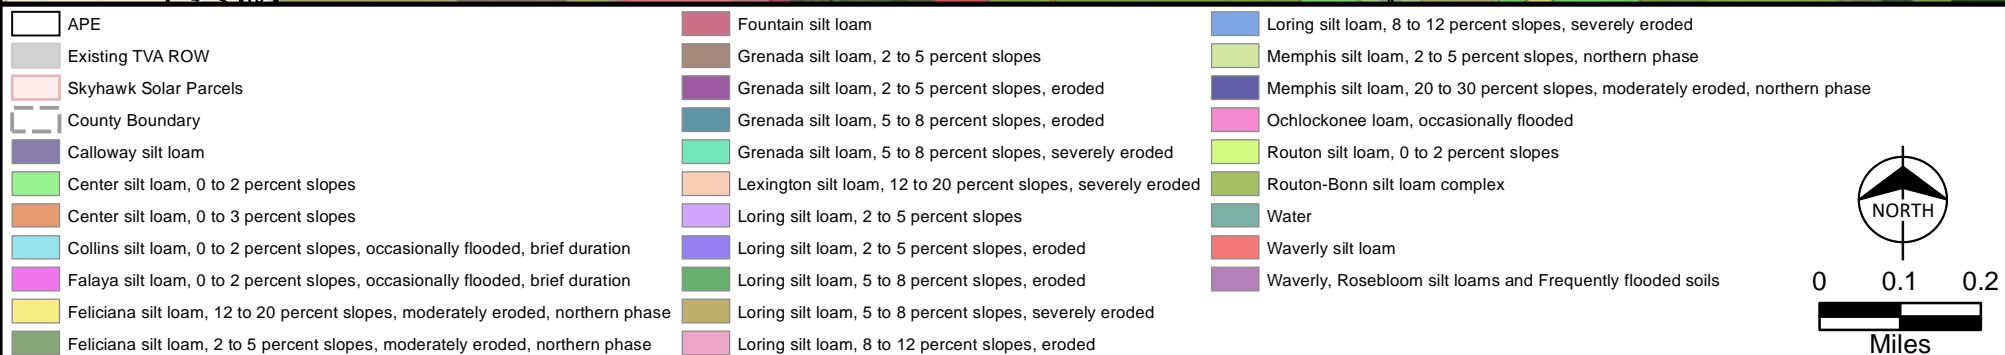 APE
Existing TVA ROW
Skyhawk Solar Parcels
County Boundary
Calloway silt loam
Center silt loam, 0 to 2 percent slopes
Center silt loam, 0 to 3 percent slopes
Collins silt loam, 0 to 2 percent slopes, occasionally flooded, brief duration
Falaya silt loam, 0 to 2 percent slopes, occasionally flooded, brief duration
Feliciana silt loam, 12 to 20 percent slopes, moderately eroded, northern phase
Feliciana silt loam, 2 to 5 percent slopes, moderately eroded, northern phase
Fountain silt loam
Grenada silt loam, 2 to 5 percent slopes
Grenada silt loam, 2 to 5 percent slopes, eroded
Grenada silt loam, 5 to 8 percent slopes, eroded
Grenada silt loam, 5 to 8 percent slopes, severely eroded
Lexington silt loam, 12 to 20 percent slopes, severely eroded
Loring silt loam, 2 to 5 percent slopes
Loring silt loam, 2 to 5 percent slopes, eroded
Loring silt loam, 5 to 8 percent slopes, eroded
Loring silt loam, 5 to 8 percent slopes, severely eroded
Loring silt loam, 8 to 12 percent slopes, eroded
Loring silt loam, 8 to 12 percent slopes, severely eroded
Memphis silt loam, 2 to 5 percent slopes, northern phase
Memphis silt loam, 20 to 30 percent slopes, moderately eroded, northern phase
Ochlockonee loam, occasionally flooded
Routon silt loam, 0 to 2 percent slopes
Routon-Bonn silt loam complex
Water
Waverly silt loam
Waverly, Rosebloom silt loams and Frequently flooded soils
NORTH
0 0.1 0.2
Miles